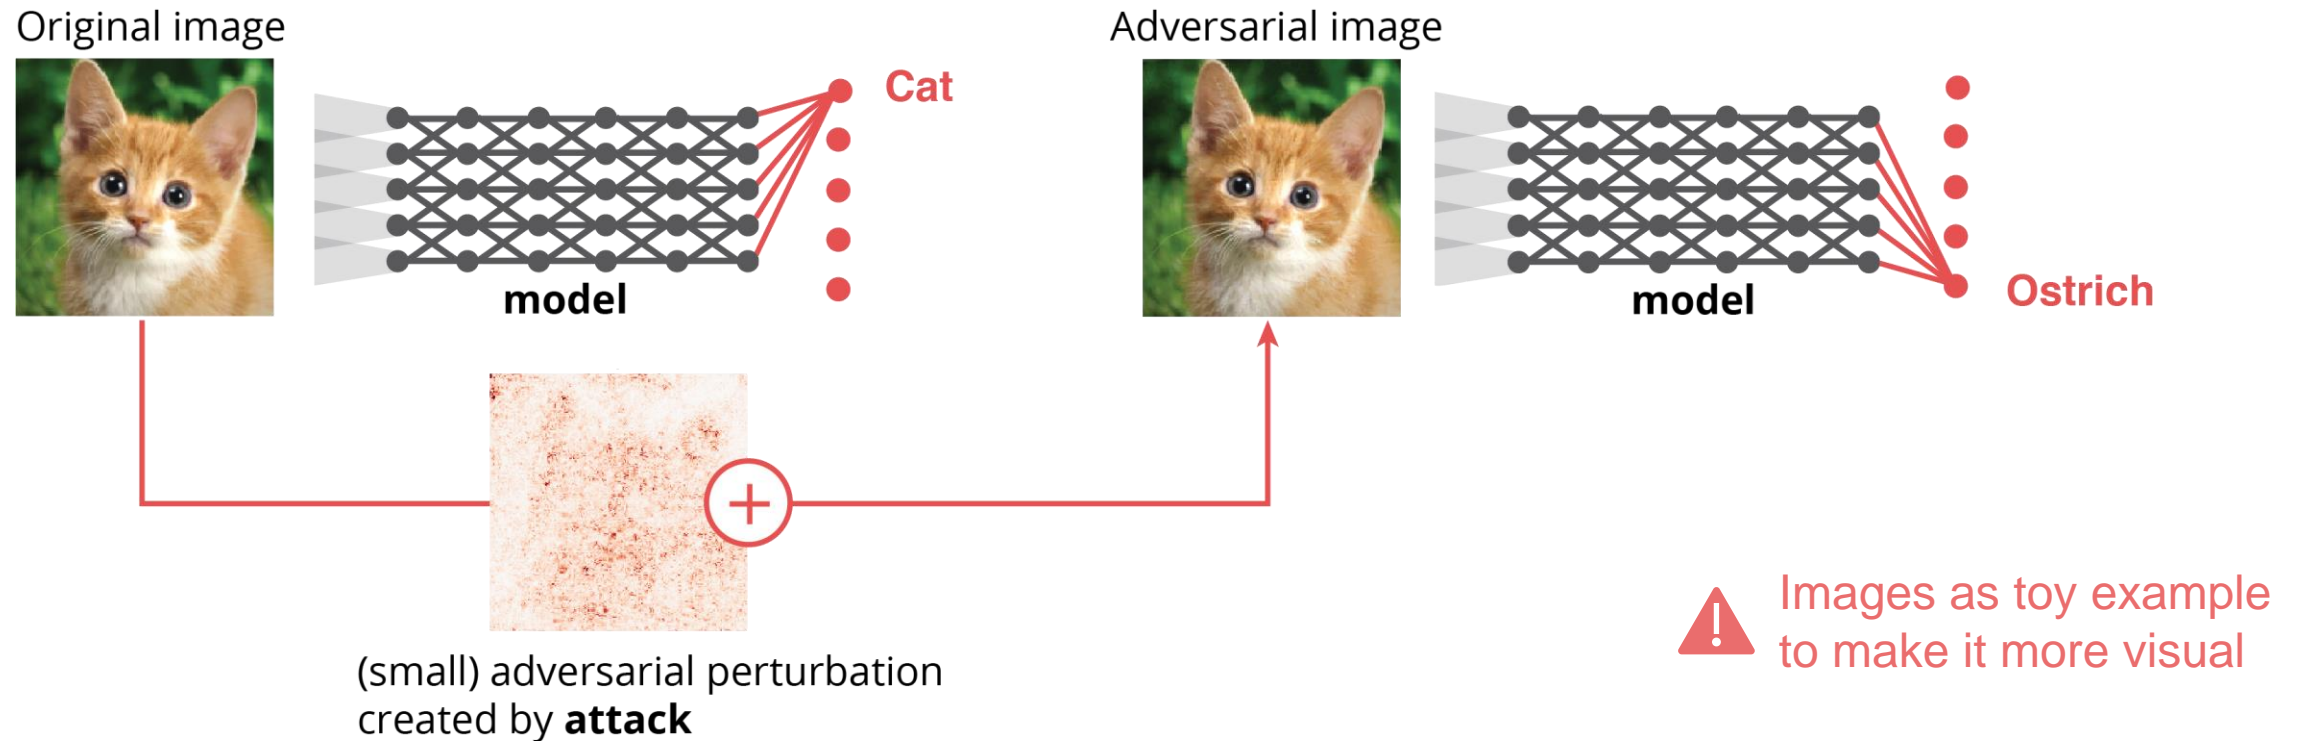 Original image
Cat
model
Adversarial image
Ostrich
model
(small) adversarial perturbation
created by attack
Images as toy example
to make it more visual